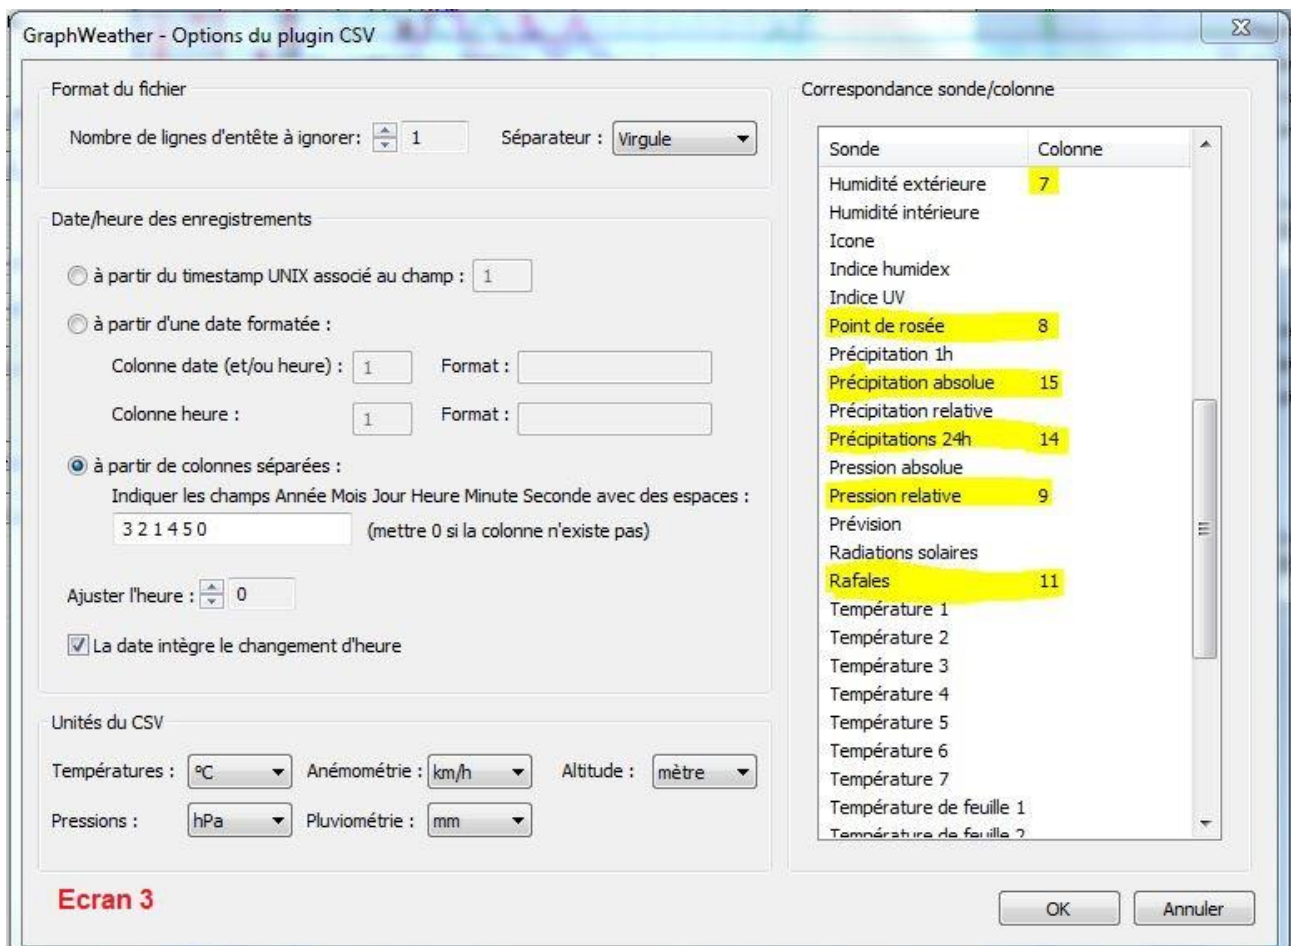 GraphWeather - Options du plugin CSV
Format du fichier
Nombre de lignes d'entête à ignorer: 1 Séparateur : Virgule
Date/heure des enregistrements
à partir du timestamp UNIX associé au champ : 1
à partir d'une date formatée :
Colonne date (et/ou heure) : 1 Format :
Colonne heure : 1 Format :
à partir de colonnes séparées :
Indiquer les champs Année Mois Jour Heure Minute Seconde avec des espaces :
3 2 1 4 5 0 (mettre 0 si la colonne n'existe pas)
Ajuster l'heure : 0
La date intègre le changement d'heure
Unités du CSV
Températures : ºC Anémométrie : km/h Altitude : mètre
Pressions : hPa Pluviométrie : mm
Ecran 3
Correspondance sonde/colonne
Sonde Colonne
Humidité extérieure 7
Humidité intérieure
Icone
Indice humidex
Indice UV
Point de rosée 8
Précipitation 1h
Précipitation absolue 15
Précipitation relative
Précipitations 24h 14
Pression absolue
Pression relative 9
Prévision
Radiations solaires
Rafales 11
Température 1
Température 2
Température 3
Température 4
Température 5
Température 6
Température 7
Température de feuille 1
Température de feuille 2
OK Annuler